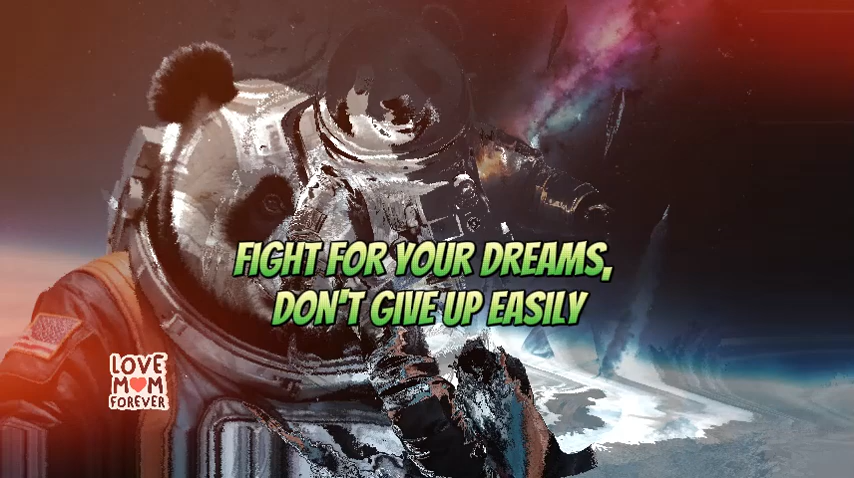 FIGHT FOR YOUR DREAMS,
DON'T GIVE UP EASILY
LOVE
MOM
FOREVER